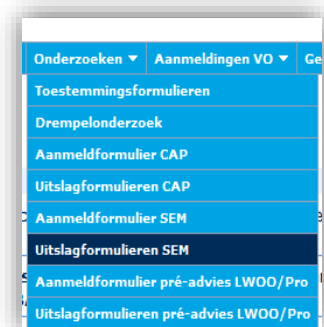 Onderzoeken ▼ Aanmeldingen VO ▼ Ge
Toestemmingsformulieren
Drempelonderzoek
Aanmeldformulier CAP
Uitslagformulieren CAP
Aanmeldformulier SEM
Uitslagformulieren SEM
Aanmeldformulier pré-advies LWOO/Pro
Uitslagformulieren pré-advies LWOO/Pro